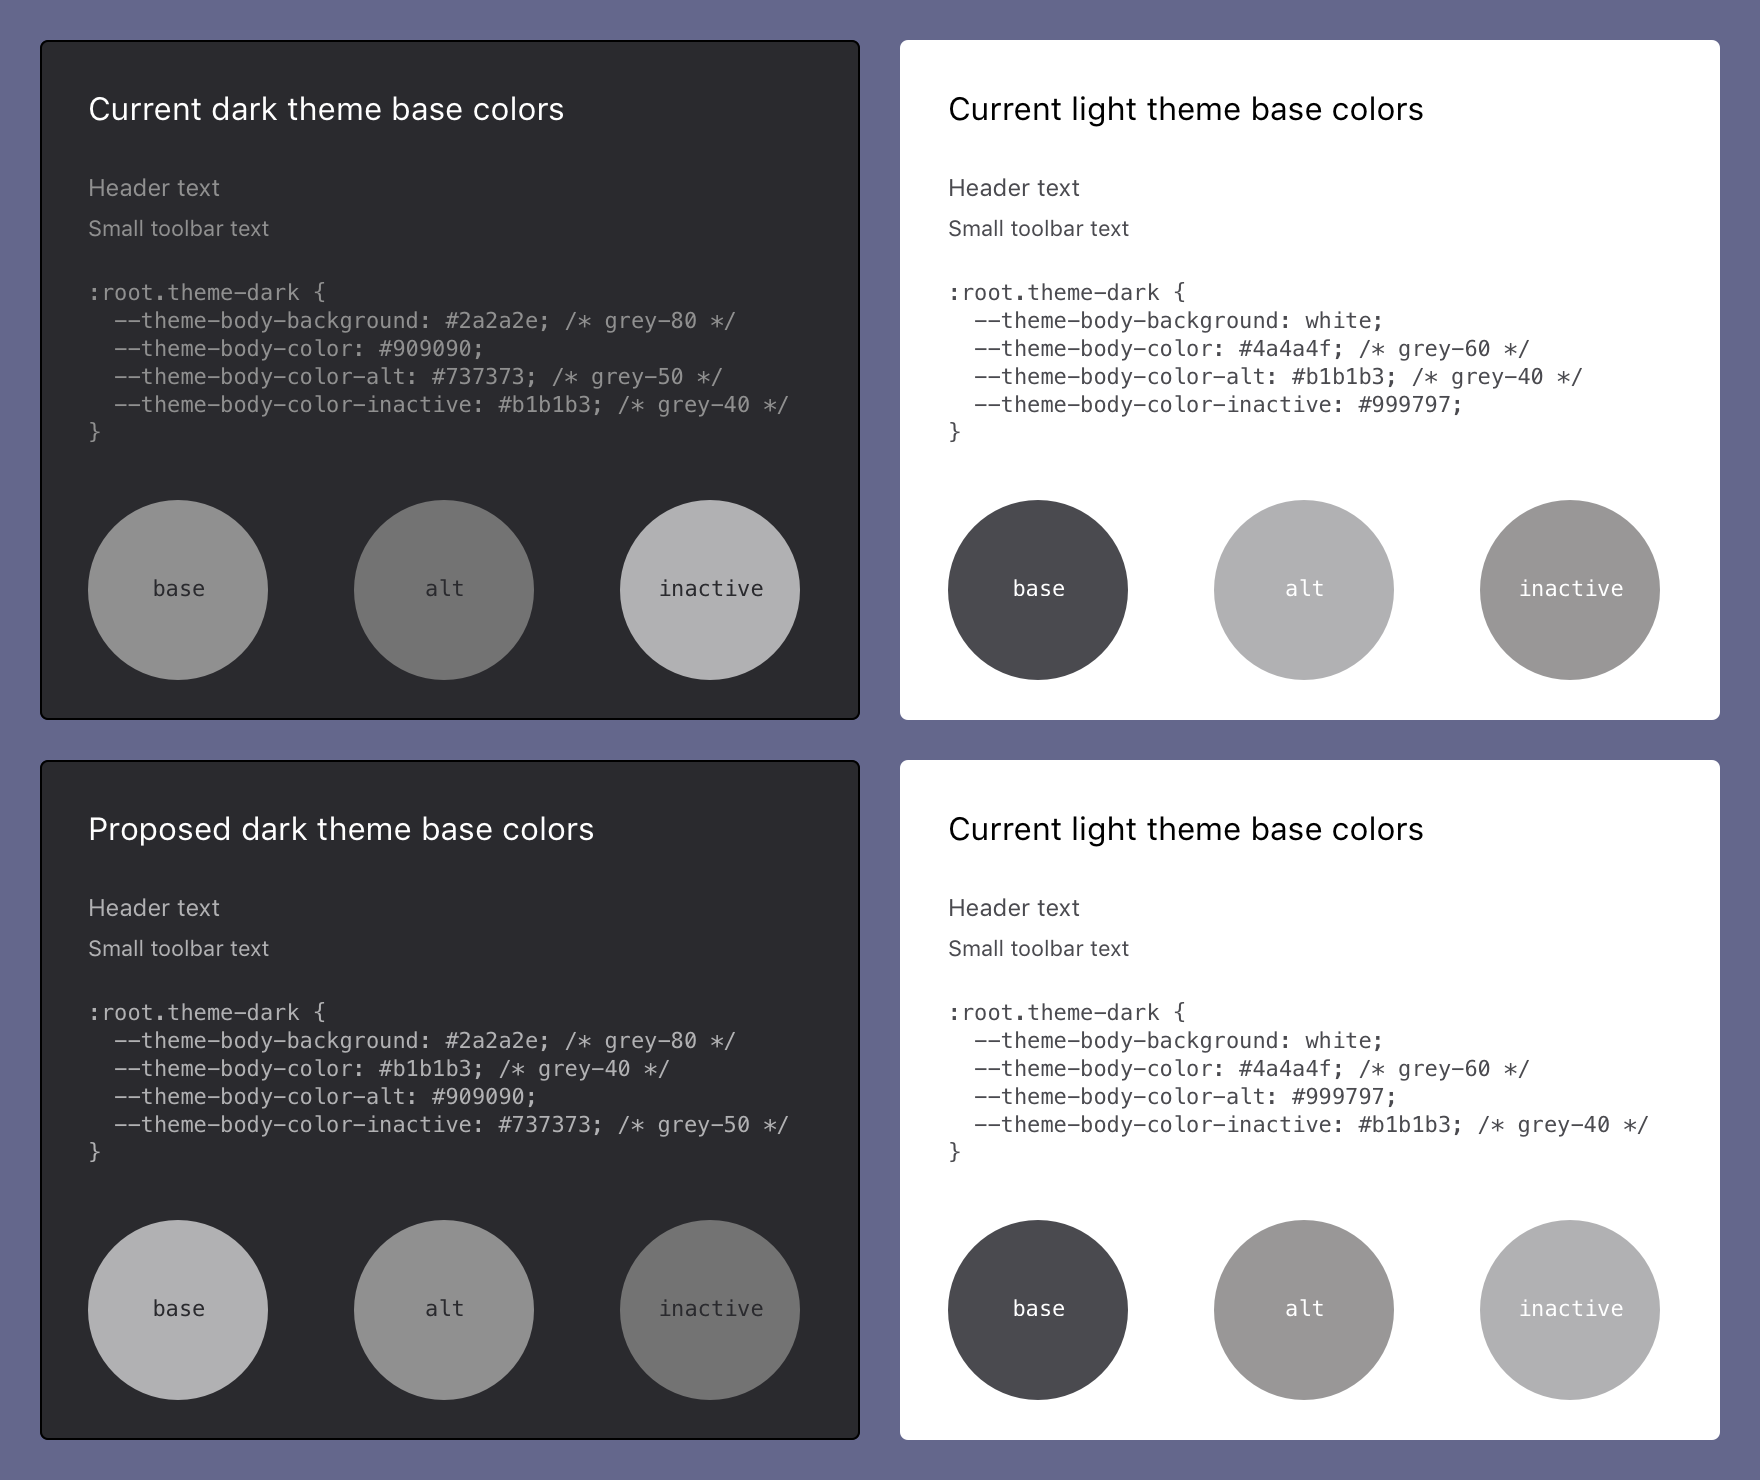 Current dark theme base colors
Header text
Small toolbar text
:root.theme-dark {
  --theme-body-background: #2a2a2e; /* grey-80 */
  --theme-body-color: #909090;
  --theme-body-color-alt: #737373; /* grey-50 */
  --theme-body-color-inactive: #b1b1b3; /* grey-40 */
}
base alt inactive
Current light theme base colors
Header text
Small toolbar text
:root.theme-dark {
  --theme-body-background: white;
  --theme-body-color: #4a4a4f; /* grey-60 */
  --theme-body-color-alt: #b1b1b3; /* grey-40 */
  --theme-body-color-inactive: #999797;
}
base alt inactive
Proposed dark theme base colors
Header text
Small toolbar text
:root.theme-dark {
  --theme-body-background: #2a2a2e; /* grey-80 */
  --theme-body-color: #b1b1b3; /* grey-40 */
  --theme-body-color-alt: #909090;
  --theme-body-color-inactive: #737373; /* grey-50 */
}
base alt inactive
Current light theme base colors
Header text
Small toolbar text
:root.theme-dark {
  --theme-body-background: white;
  --theme-body-color: #4a4a4f; /* grey-60 */
  --theme-body-color-alt: #999797;
  --theme-body-color-inactive: #b1b1b3; /* grey-40 */
}
base alt inactive